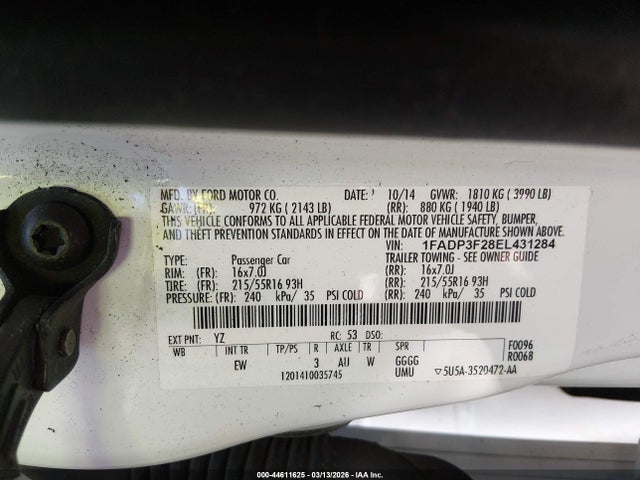 MFD. BY FORD MOTOR CO. DATE: 10/14 GVWR: 1810 KG ( 3990 LB)
GAWR: (FR): 972 KG ( 2143 LB) (RR): 880 KG ( 1940 LB)
THIS VEHICLE CONFORMS TO ALL APPLICABLE FEDERAL MOTOR VEHICLE SAFETY, BUMPER,
AND THEFT PREVENTION STANDARDS IN EFFECT ON THE DATE OF MANUFACTURE SHOWN ABOVE.
VIN: 1FADP3F28EL431284
TYPE: Passenger Car TRAILER TOWING - SEE OWNER GUIDE
RIM: (FR): 16x7.0J (RR): 16x7.0J
TIRE: (FR): 215/55R16 93H (RR): 215/55R16 93H
PRESSURE: (FR): 240 kPa/ 35 PSI COLD (RR): 240 kPa/ 35 PSI COLD
EXT PNT: YZ RC: 53 DSO:
WB INT TR TP/PS R AXLE TR SPR F0096
EW 3 AU W GGGG R0068
1201410035745 UMU ▽5U5A-3520472-AA
000-44611625 | 03/13/2026 - IAA Inc.